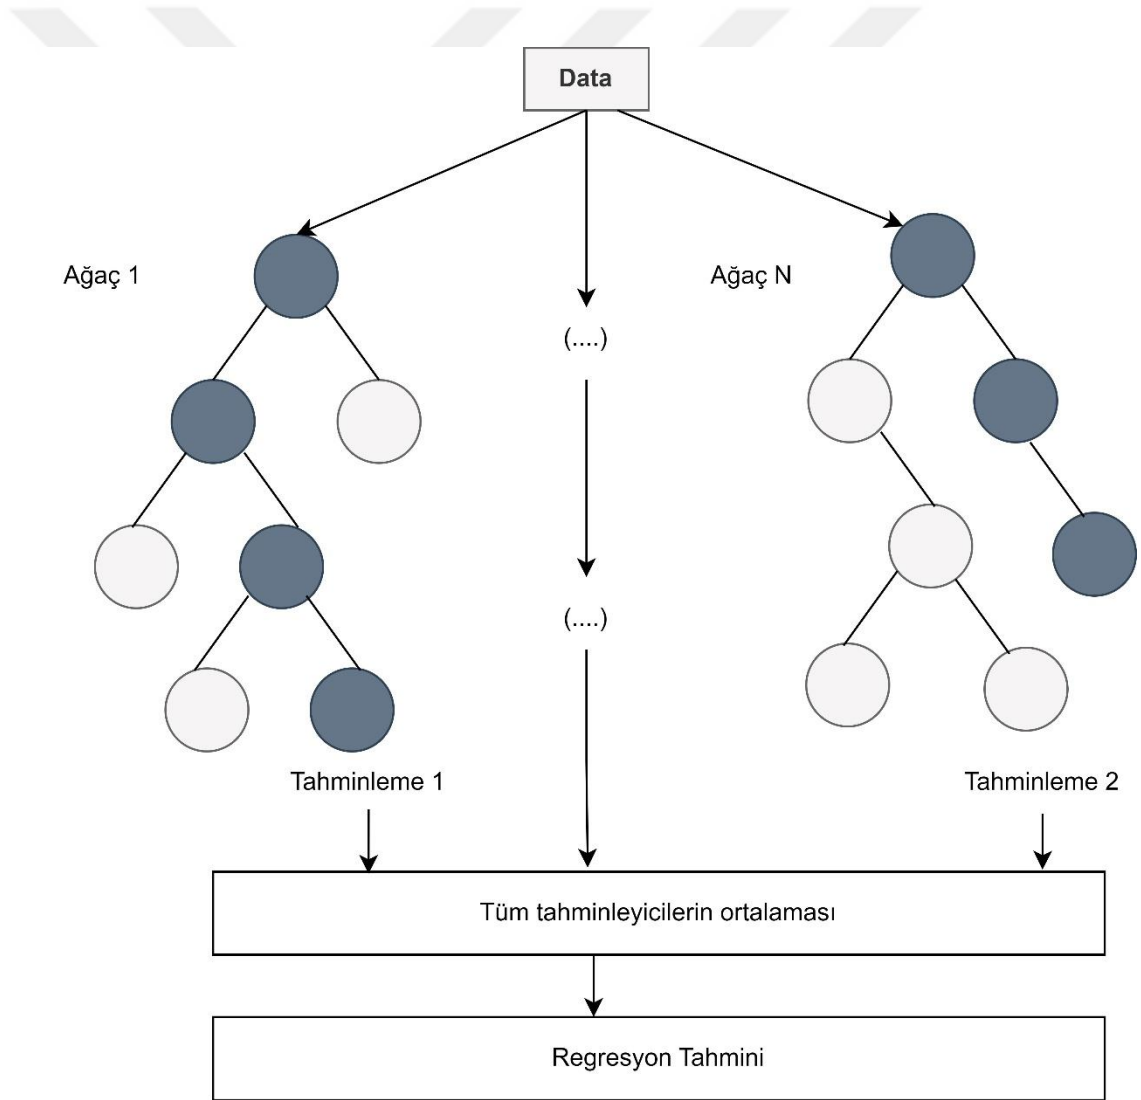 Data
Ağaç 1
Ağaç N
(....)
(....)
Tahminleme 1
Tahminleme 2
Tüm tahminleyicilerin ortalaması
Regresyon Tahmini